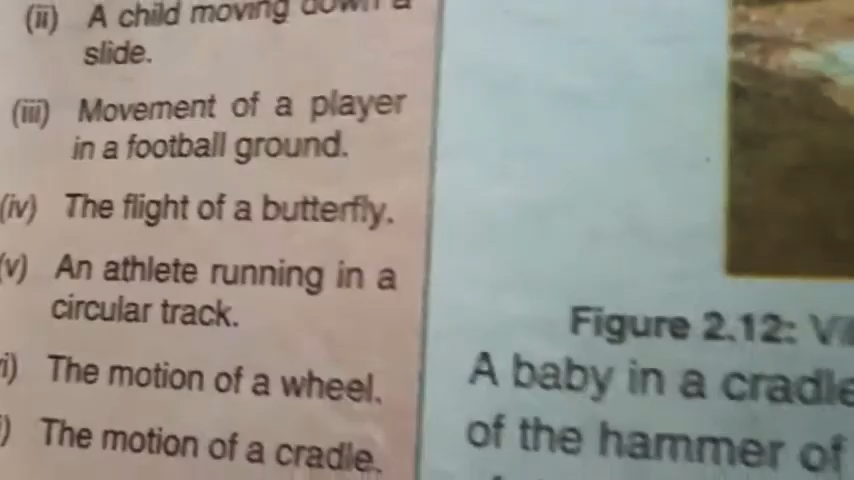 (ii) A child moving down a
slide.
(iii) Movement of a player
in a football ground.
(iv) The flight of a butterfly.
(v) An athlete running in a
circular track.
i) The motion of a wheel.
) The motion of a cradle.
Figure 2.12:
A baby in a cradle
of the hammer of